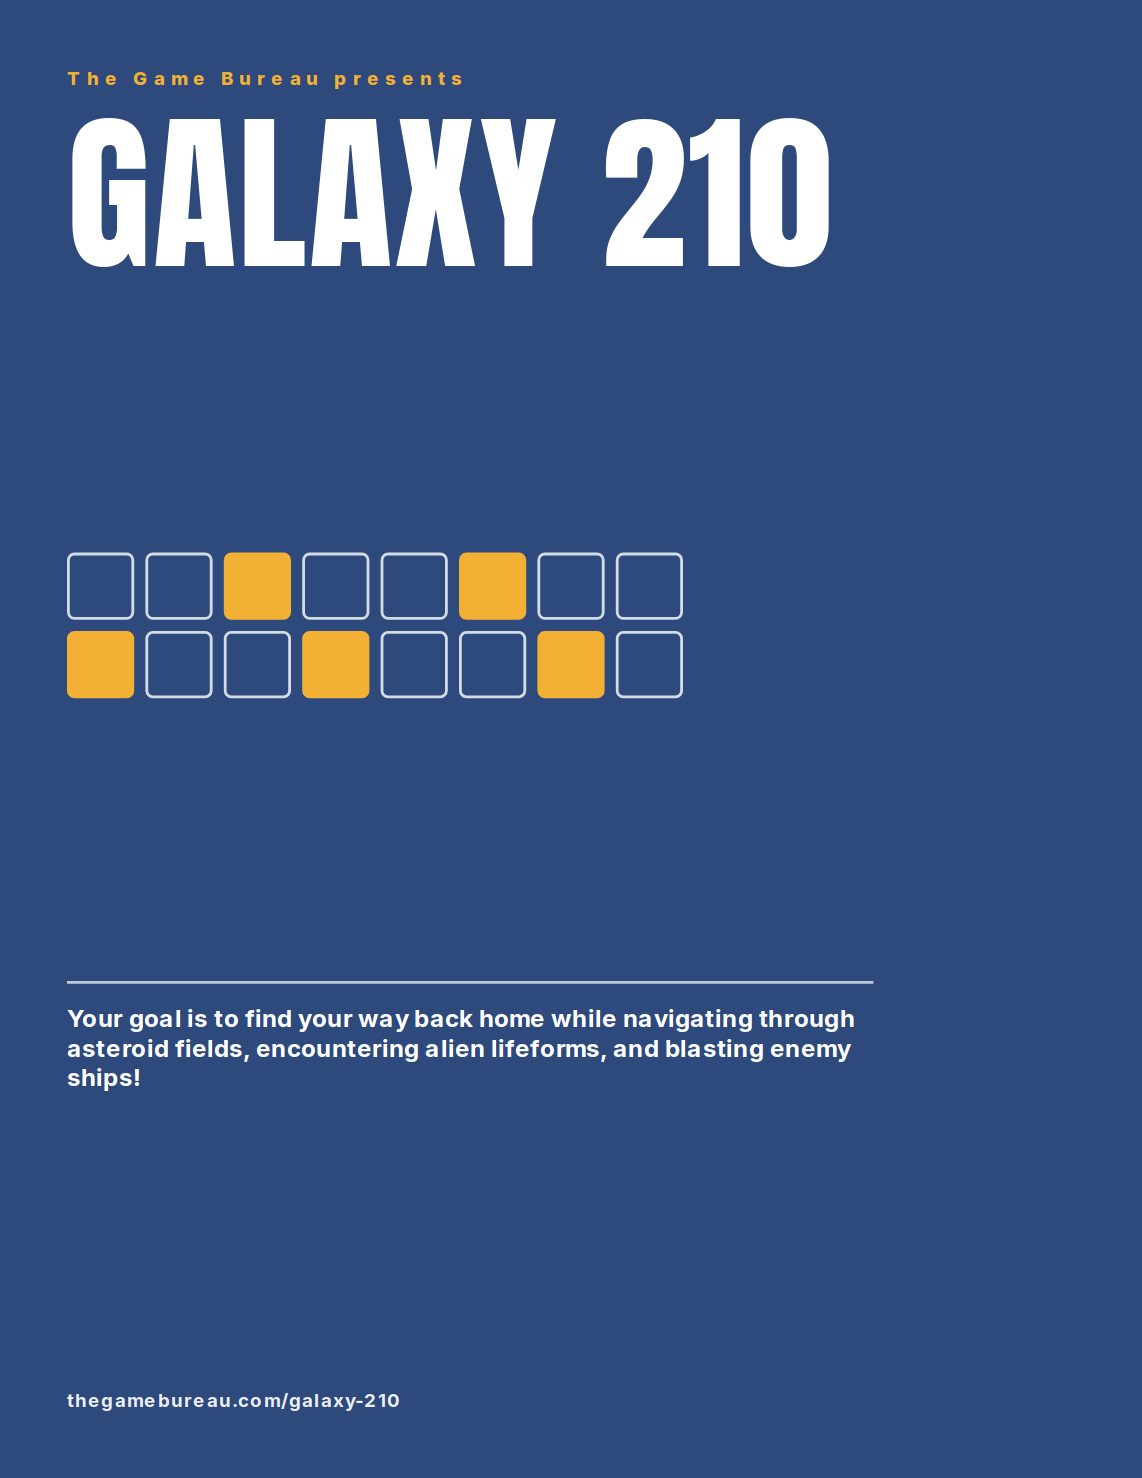 The Game Bureau presents
GALAXY 210
Your goal is to find your way back home while navigating through
asteroid fields, encountering alien lifeforms, and blasting enemy
ships!
thegamebureau.com/galaxy-210